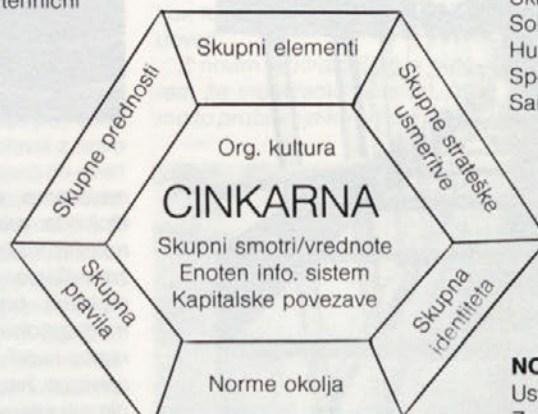 tehnični
Skupni elementi
Skupne prednosti
Skupne strateške
usmeritve
Org. kultura
CINKARNA
Skupni smotri/vrednote
Enoten info. sistem
Kapitalske povezave
Skupna
pravila
Skupna
identiteta
Norme okolja
So
Hu
Sp
Sa
NO
Us